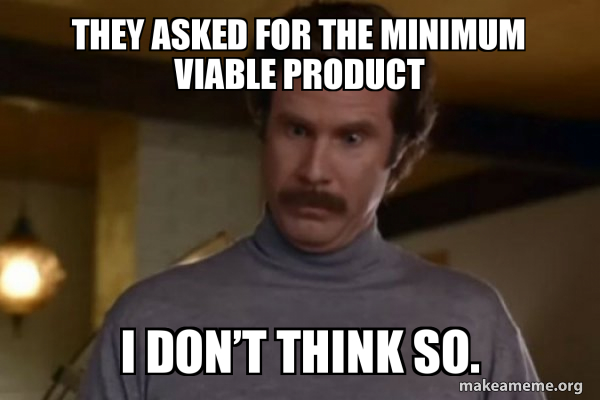 THEY ASKED FOR THE MINIMUM
VIABLE PRODUCT
I DON'T THINK SO.
makeameme.org